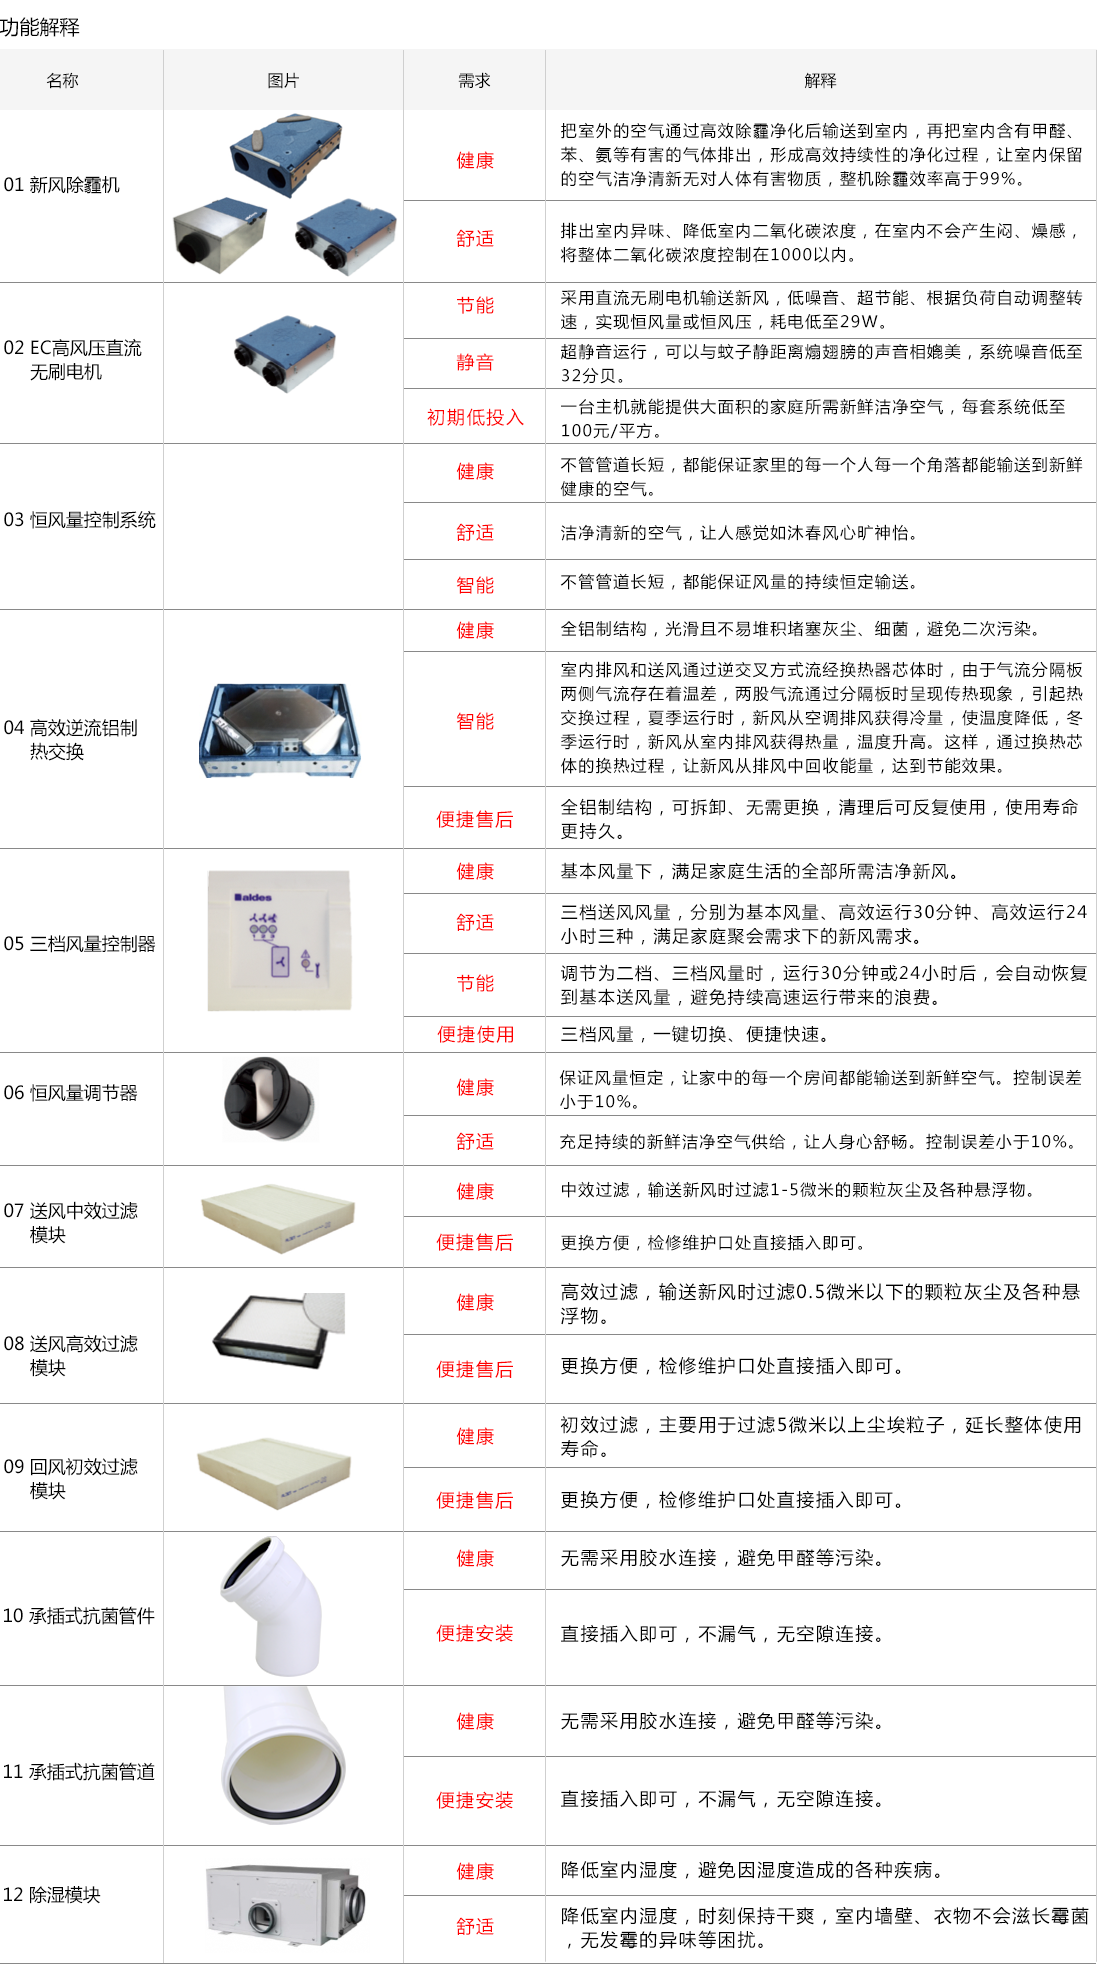 功能解释
名称 图片 需求 解释
01 新风除霾机
健康
把室外的空气通过高效除霾净化后输送到室内，再把室内含有甲醛、
苯、氨等有害的气体排出，形成高效持续性的净化过程，让室内保留
的空气洁净清新无对人体有害物质，整机除霾效率高于99%。
舒适
排出室内异味、降低室内二氧化碳浓度，在室内不会产生闷、燥感，
将整体二氧化碳浓度控制在1000以内。
02 EC高风压直流
无刷电机
节能
采用直流无刷电机输送新风，低噪音、超节能、根据负荷自动调整转
速，实现恒风量或恒风压，耗电低至29W。
静音
超静音运行，可以与蚊子静距离煽翅膀的声音相媲美，系统噪音低至
32分贝。
初期低投入
一台主机就能提供大面积的家庭所需新鲜洁净空气，每套系统低至
100元/平方。
03 恒风量控制系统
健康
不管管道长短，都能保证家里的每一个人每一个角落都能输送到新鲜
健康的空气。
舒适
洁净清新的空气，让人感觉如沐春风心旷神怡。
智能
不管管道长短，都能保证风量的持续恒定输送。
04 高效逆流铝制
热交换
健康
全铝制结构，光滑且不易堆积堵塞灰尘、细菌，避免二次污染。
智能
室内排风和送风通过逆交叉方式流经换热器芯体时，由于气流分隔板
两侧气流存在着温差，两股气流通过分隔板时呈现传热现象，引起热
交换过程，夏季运行时，新风从空调排风获得冷量，使温度降低，冬
季运行时，新风从室内排风获得热量，温度升高。这样，通过换热芯
体的换热过程，让新风从排风中回收能量，达到节能效果。
便捷售后
全铝制结构，可拆卸、无需更换，清理后可反复使用，使用寿命
更持久。
05 三档风量控制器
aldes
健康
基本风量下，满足家庭生活的全部所需洁净新风。
舒适
三档送风风量，分别为基本风量、高效运行30分钟、高效运行24
小时三种，满足家庭聚会需求下的新风需求。
节能
调节为二档、三档风量时，运行30分钟或24小时后，会自动恢复
到基本送风量，避免持续高速运行带来的浪费。
便捷使用
三档风量，一键切换、便捷快速。
06 恒风量调节器
健康
保证风量恒定，让家中的每一个房间都能输送到新鲜空气。控制误差
小于10%。
舒适
充足持续的新鲜洁净空气供给，让人身心舒畅。控制误差小于10%。
07 送风中效过滤
模块
健康
中效过滤，输送新风时过滤1-5微米的颗粒灰尘及各种悬浮物。
便捷售后
更换方便，检修维护口处直接插入即可。
08 送风高效过滤
模块
健康
高效过滤，输送新风时过滤0.5微米以下的颗粒灰尘及各种悬
浮物。
便捷售后
更换方便，检修维护口处直接插入即可。
09 回风初效过滤
模块
健康
初效过滤，主要用于过滤5微米以上尘埃粒子，延长整体使用
寿命。
便捷售后
更换方便，检修维护口处直接插入即可。
10 承插式抗菌管件
健康
无需采用胶水连接，避免甲醛等污染。
便捷安装
直接插入即可，不漏气，无空隙连接。
11 承插式抗菌管道
健康
无需采用胶水连接，避免甲醛等污染。
便捷安装
直接插入即可，不漏气，无空隙连接。
12 除湿模块
健康
降低室内湿度，避免因湿度造成的各种疾病。
舒适
降低室内湿度，时刻保持干爽，室内墙壁、衣物不会滋长霉菌
，无发霉的异味等困扰。